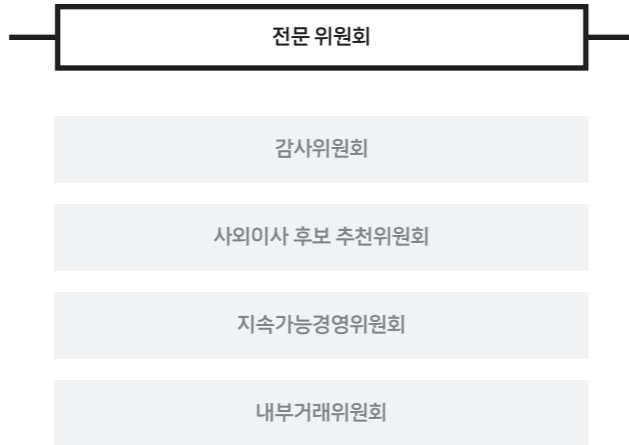 전문 위원회
감사위원회
사외이사 후보 추천위원회
지속가능경영위원회
내부거래위원회